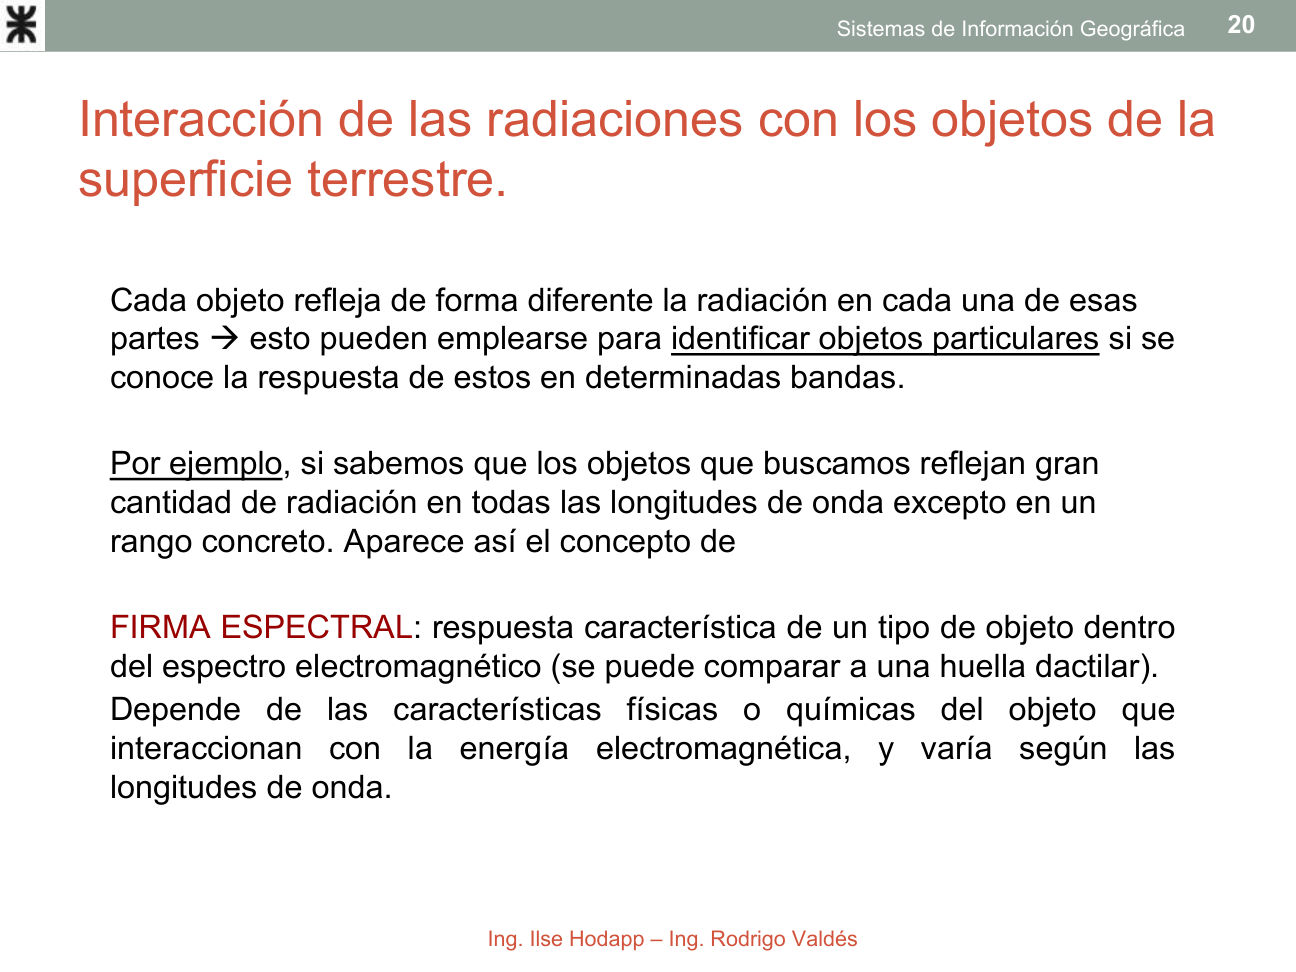 Sistemas de Información Geográfica 20
Interacción de las radiaciones con los objetos de la
superficie terrestre.
Cada objeto refleja de forma diferente la radiación en cada una de esas
partes → esto pueden emplearse para identificar objetos particulares si se
conoce la respuesta de estos en determinadas bandas.
Por ejemplo, si sabemos que los objetos que buscamos reflejan gran
cantidad de radiación en todas las longitudes de onda excepto en un
rango concreto. Aparece así el concepto de
FIRMA ESPECTRAL: respuesta característica de un tipo de objeto dentro
del espectro electromagnético (se puede comparar a una huella dactilar).
Depende de las características físicas o químicas del objeto que
interaccionan con la energía electromagnética, y varía según las
longitudes de onda.
Ing. Ilse Hodapp – Ing. Rodrigo Valdés